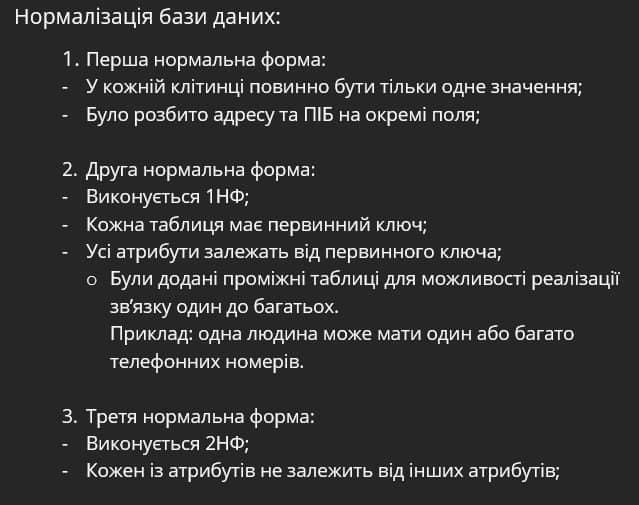 Нормалізація бази даних:
1. Перша нормальна форма:
- У кожній клітинці повинно бути тільки одне значення;
- Було розбито адресу та ПІБ на окремі поля;
2. Друга нормальна форма:
- Виконується 1НФ;
- Кожна таблиця має первинний ключ;
- Усі атрибути залежать від первинного ключа;
o Були додані проміжні таблиці для можливості реалізації
зв’язку один до багатьох.
Приклад: одна людина може мати один або багато
телефонних номерів.
3. Третя нормальна форма:
- Виконується 2НФ;
- Кожен із атрибутів не залежить від інших атрибутів;